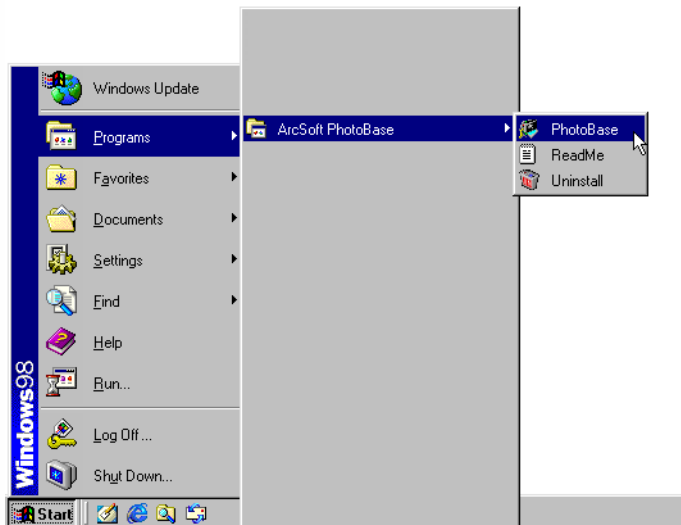 Windows Update
Programs
ArcSoft PhotoBase
PhotoBase
ReadMe
Uninstall
Favorites
Documents
Settings
Find
Help
Run...
Log Off...
Shut Down...
Windows98
Start